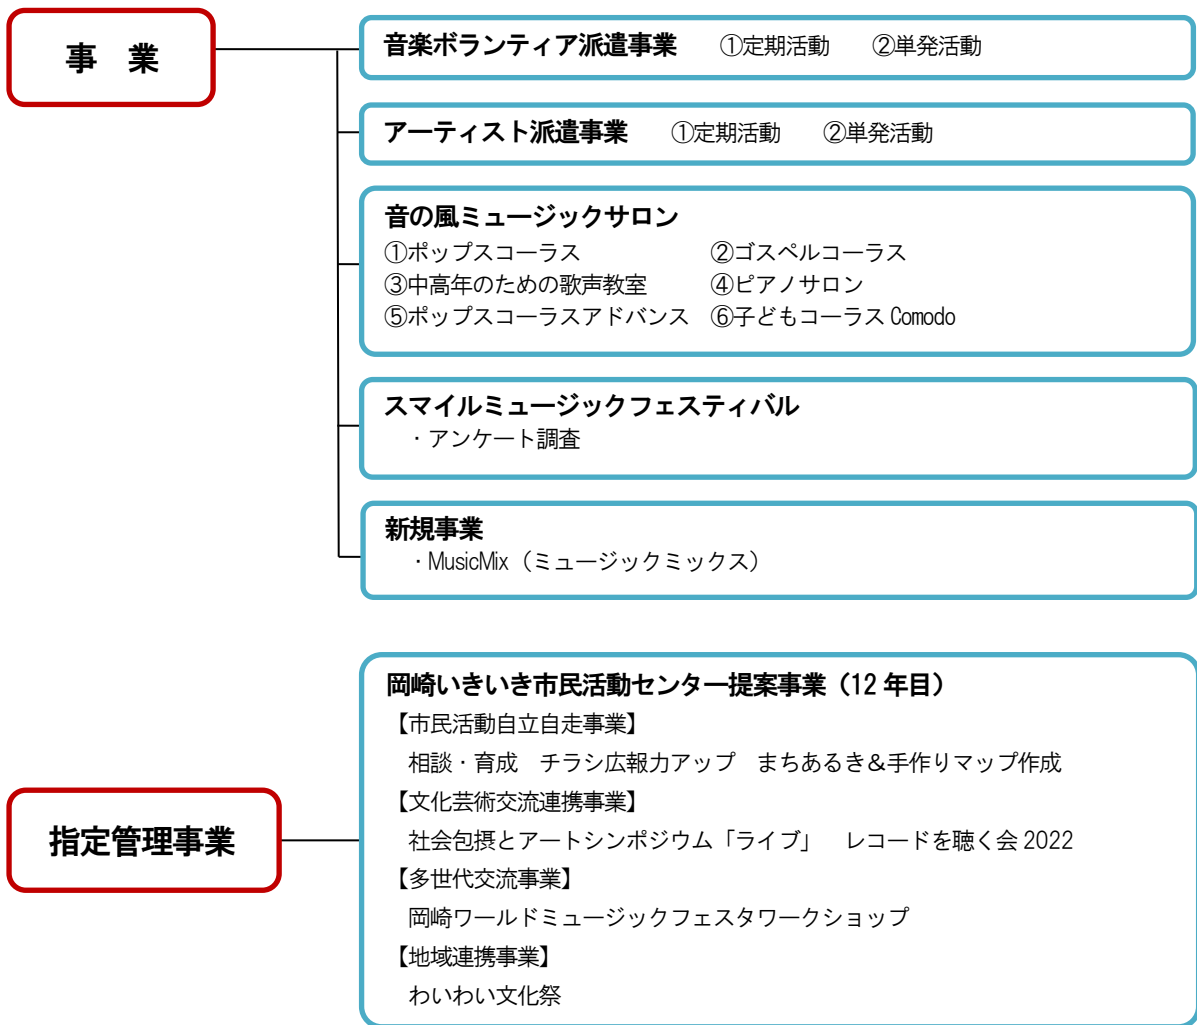 事　業
音楽ボランティア派遣事業　①定期活動　②単発活動
アーティスト派遣事業　①定期活動　②単発活動
音の風ミュージックサロン
①ポップスコーラス　②ゴスペルコーラス
③中高年のための歌声教室　④ピアノサロン
⑤ポップスコーラスアドバンス　⑥子どもコーラス Comodo
スマイルミュージックフェスティバル
・アンケート調査
新規事業
・MusicMix（ミュージックミックス）
指定管理事業
岡崎いきいき市民活動センター提案事業（12 年目）
【市民活動自立自走事業】
相談・育成　チラシ広報力アップ　まちあるき＆手作りマップ作成
【文化芸術交流連携事業】
社会包摂とアートシンポジウム「ライブ」　レコードを聴く会 2022
【多世代交流事業】
岡崎ワールドミュージックフェスタワークショップ
【地域連携事業】
わいわい文化祭